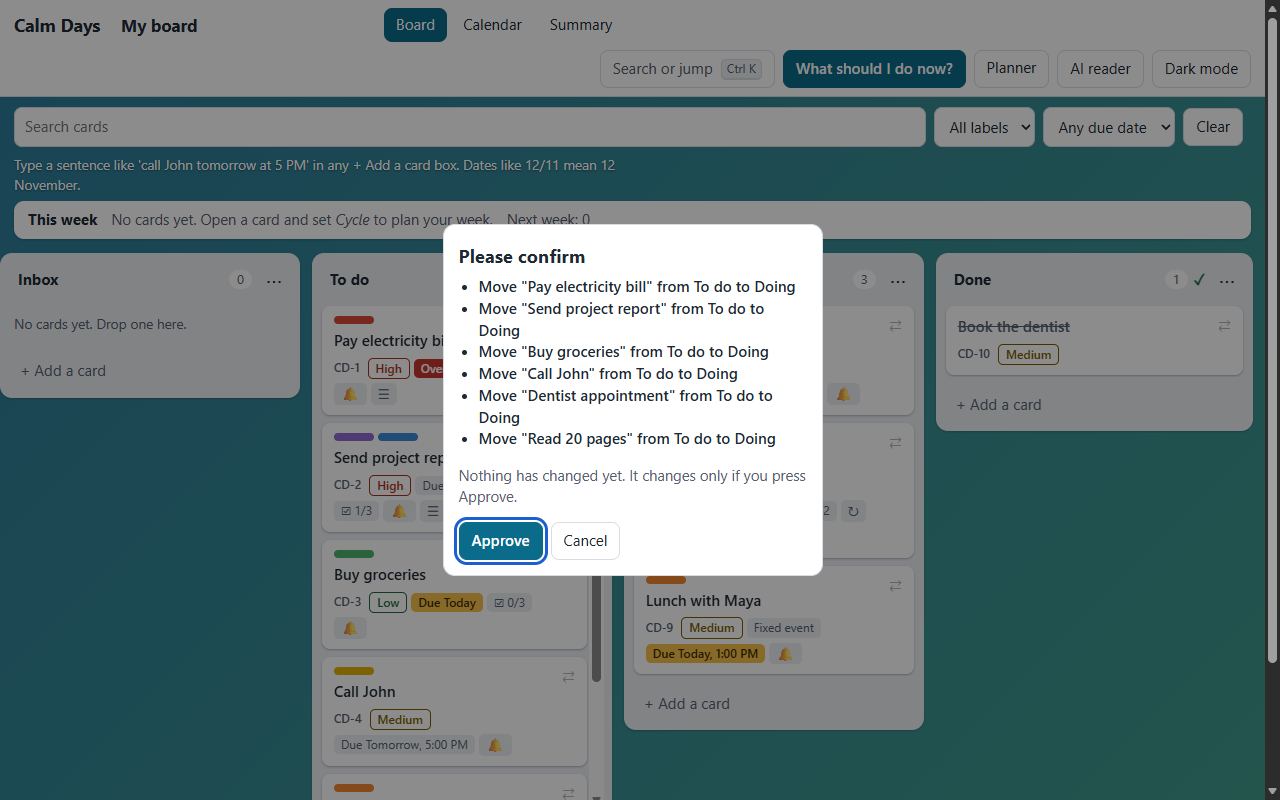 Calm Days My board Board Calendar Summary
Search or jump Ctrl K What should I do now? Planner AI reader Dark mode
Search cards All labels Any due date Clear
Type a sentence like 'call John tomorrow at 5 PM' in any + Add a card box. Dates like 12/11 mean 12
November.
This week No cards yet. Open a card and set Cycle to plan your week. Next week: 0
Inbox 0 ...
No cards yet. Drop one here.
+ Add a card
To do
Pay electricity bi
CD-1 High Ove
Send project rep
CD-2 High Due
1/3
Buy groceries
CD-3 Low Due Today 0/3
Call John
CD-4 Medium
Due Tomorrow, 5:00 PM
Please confirm
• Move "Pay electricity bill" from To do to Doing
• Move "Send project report" from To do to
Doing
• Move "Buy groceries" from To do to Doing
• Move "Call John" from To do to Doing
• Move "Dentist appointment" from To do to
Doing
• Move "Read 20 pages" from To do to Doing
Nothing has changed yet. It changes only if you press
Approve.
Approve Cancel
3 ...
2
Lunch with Maya
CD-9 Medium Fixed event
Due Today, 1:00 PM
+ Add a card
Done 1 ✓ ...
Book the dentist
CD-10 Medium
+ Add a card